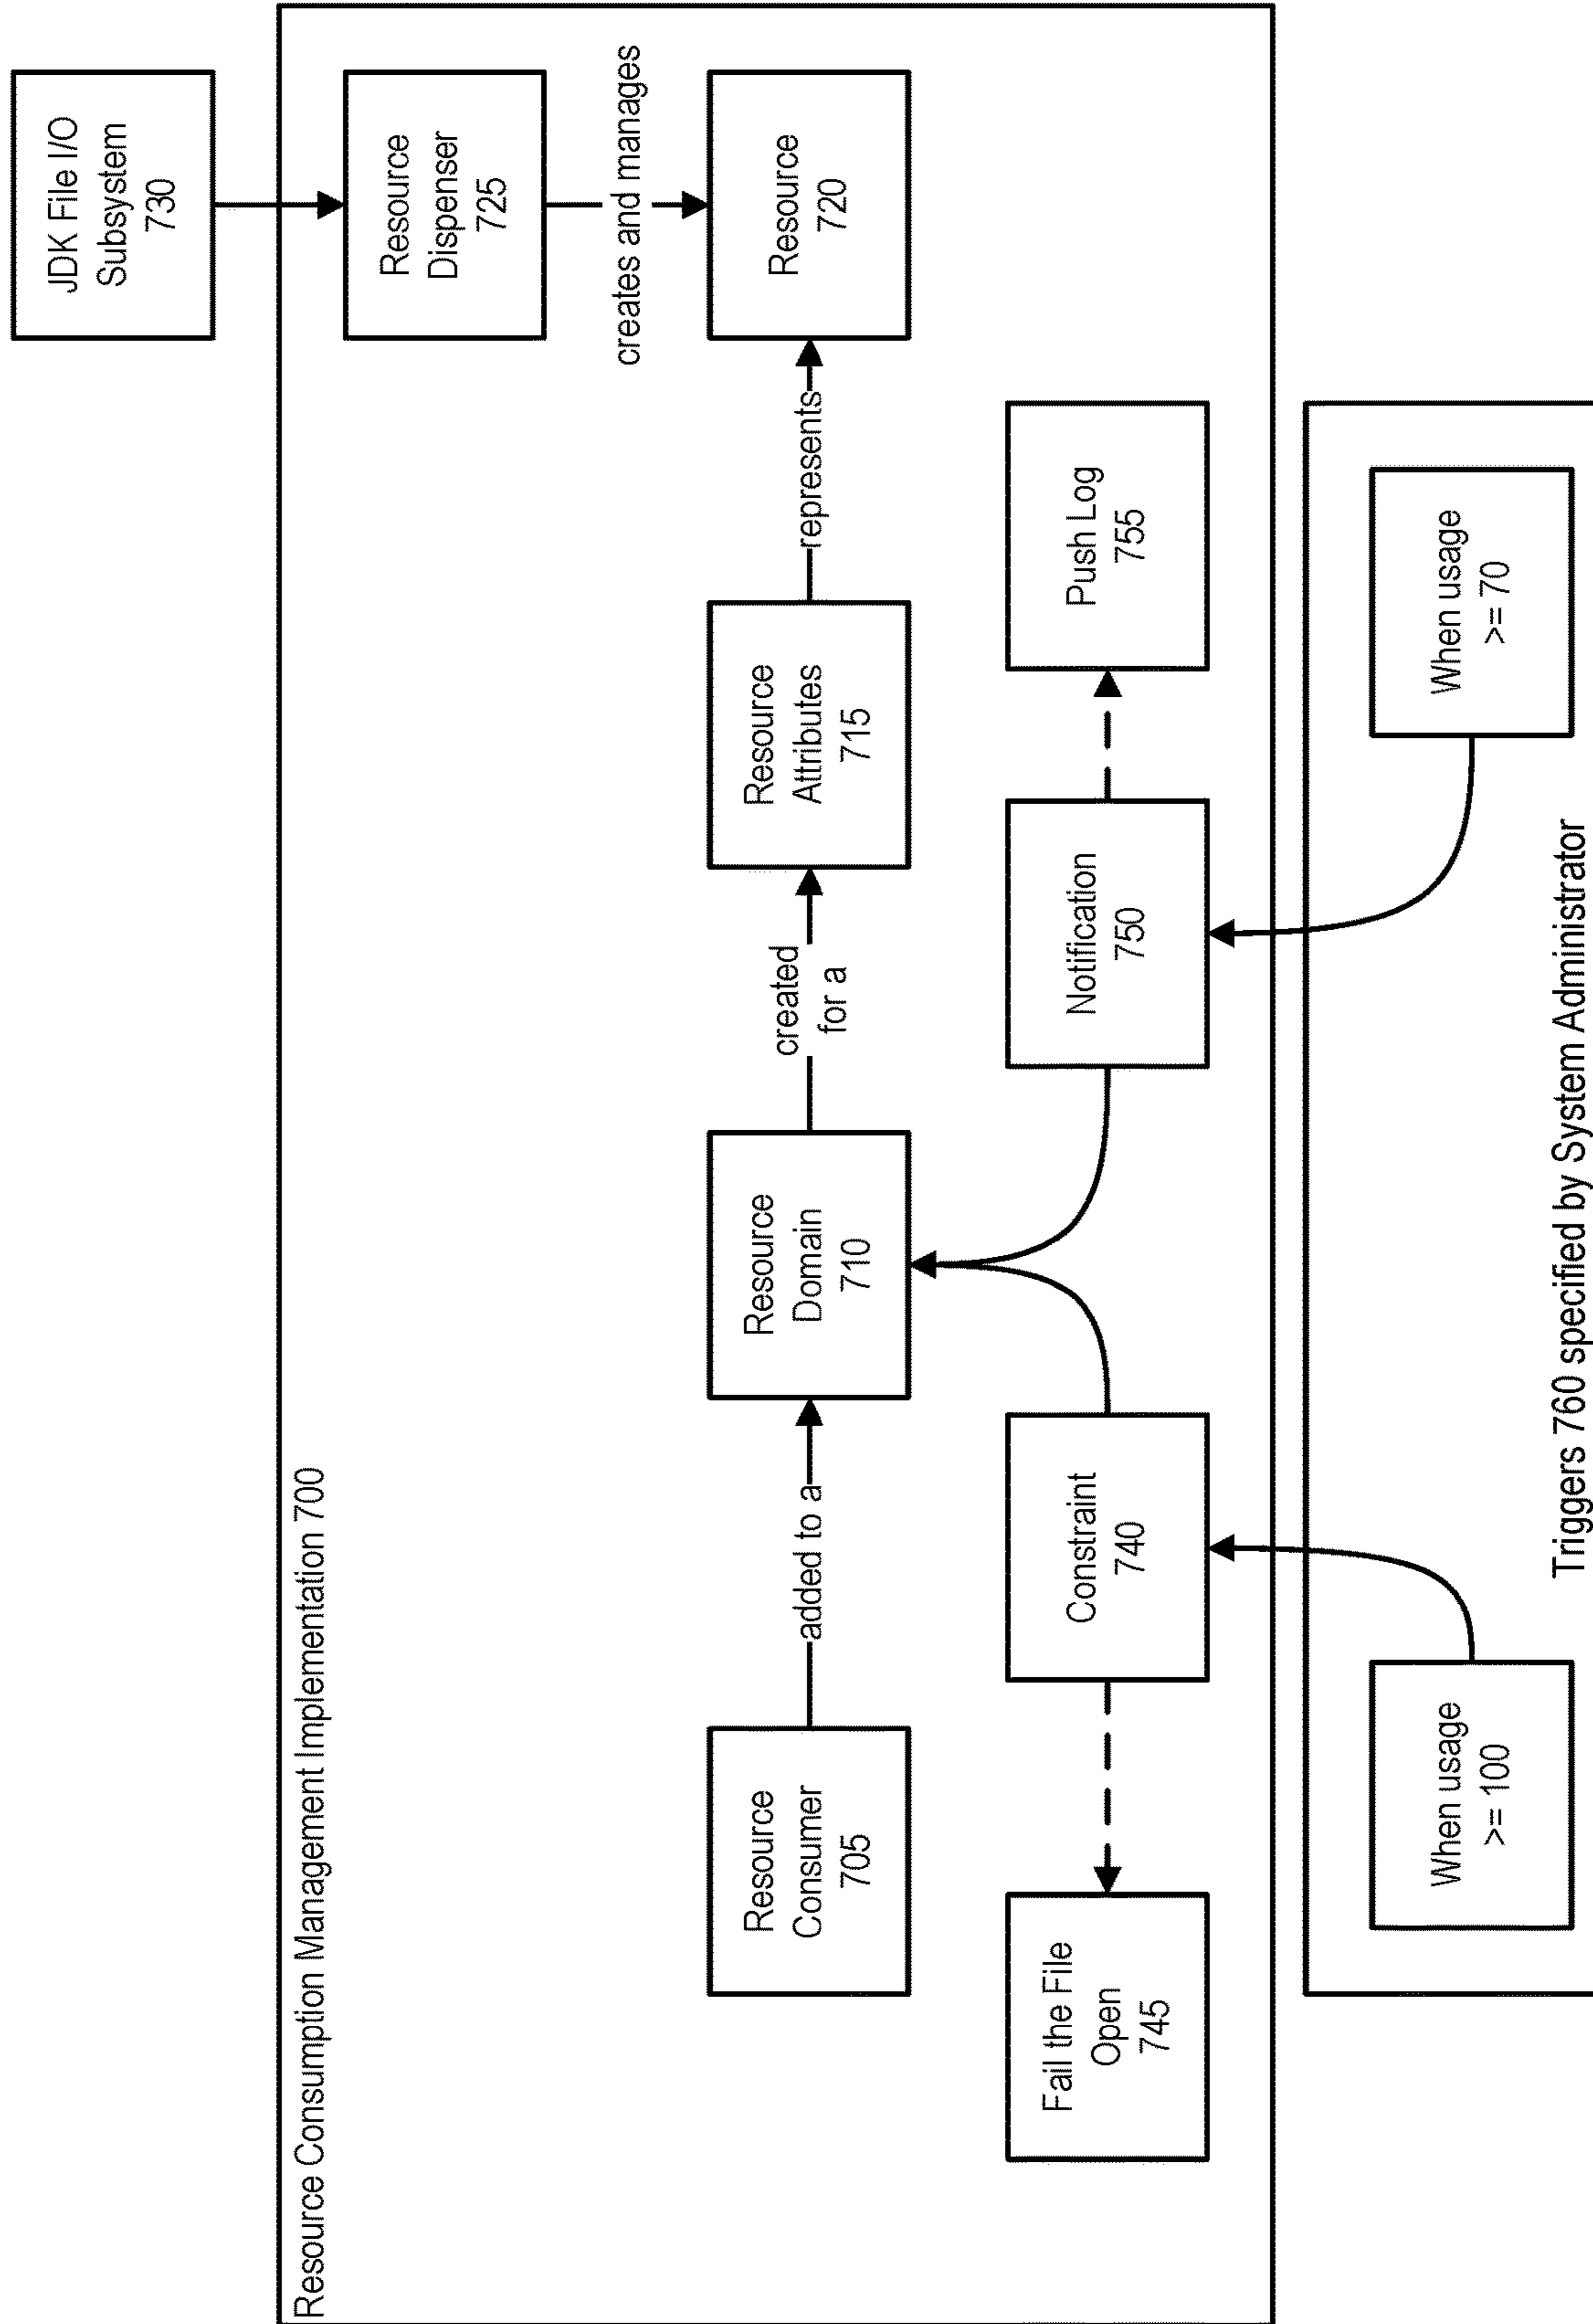 JDK File I/O
Subsystem
730
Resource Consumption Management Implementation 700
Resource
Dispenser
725
creates and manages
Resource
Consumer
705
added to a
Resource
Domain
710
created
for a
Resource
Attributes
715
represents
Resource
720
Fail the File
Open
745
Constraint
740
Notification
750
Push Log
755
When usage
>= 100
When usage
>= 70
Triggers 760 specified by System Administrator